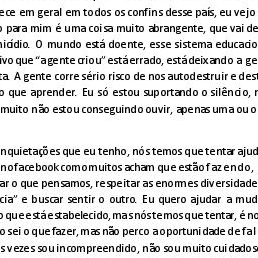 ece em geral em todos os confins desse país, eu vejo
o para mim é uma coisa muito abrangente, que vai de
nicídio. O mundo está doente, esse sistema educacio
ivo que “agente criou” está errado, está deixando a ge
ta. A gente corre sério risco de nos autodestruir e dest
o que aprender. Eu só estou suportando o silêncio, r
muito não estou conseguindo ouvir, apenas uma ou o
nquietações que eu tenho, nós temos que tentar ajud
no facebook como muitos acham que estão fazendo,
ar o que pensamos, respeitar as enormes diversidade
cia” e buscar sentir o outro. Eu quero ajudar a mud
o que está estabelecido, mas nós temos que tentar, é no
o sei o que fazer, mas não perco a oportunidade de fal
s vezes sou incompreendido, não sou muito cuidados